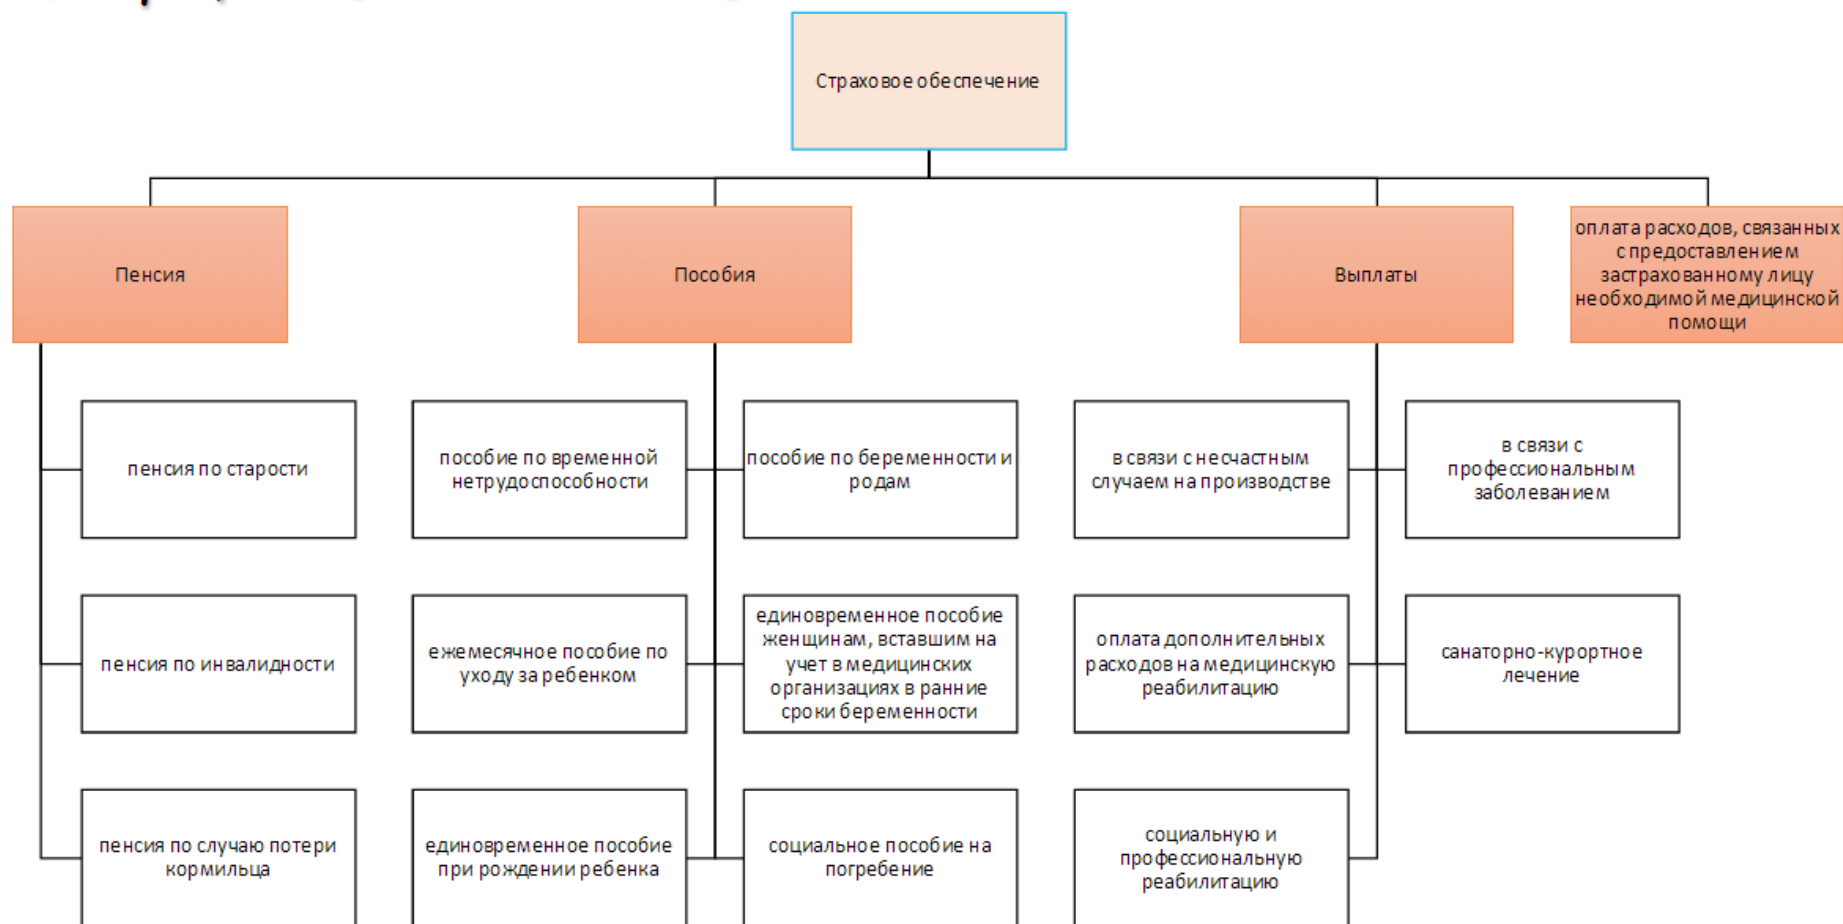 Страховое обеспечение
Пенсия
Пособия
Выплаты
оплата расходов, связанных
с предоставлением
застрахованному лицу
необходимой медицинской
помощи
пенсия по старости
пособие по временной
нетрудоспособности
пособие по беременности и
родам
в связи с несчастным
случаем на производстве
в связи с
профессиональным
заболеванием
пенсия по инвалидности
ежемесячное пособие по
уходу за ребенком
единовременное пособие
женщинам, вставшим на
учет в медицинских
организациях в ранние
сроки беременности
оплата дополнительных
расходов на медицинскую
реабилитацию
санаторно-курортное
лечение
пенсия по случаю потери
кормильца
единовременное пособие
при рождении ребенка
социальное пособие на
погребение
социальную и
профессиональную
реабилитацию